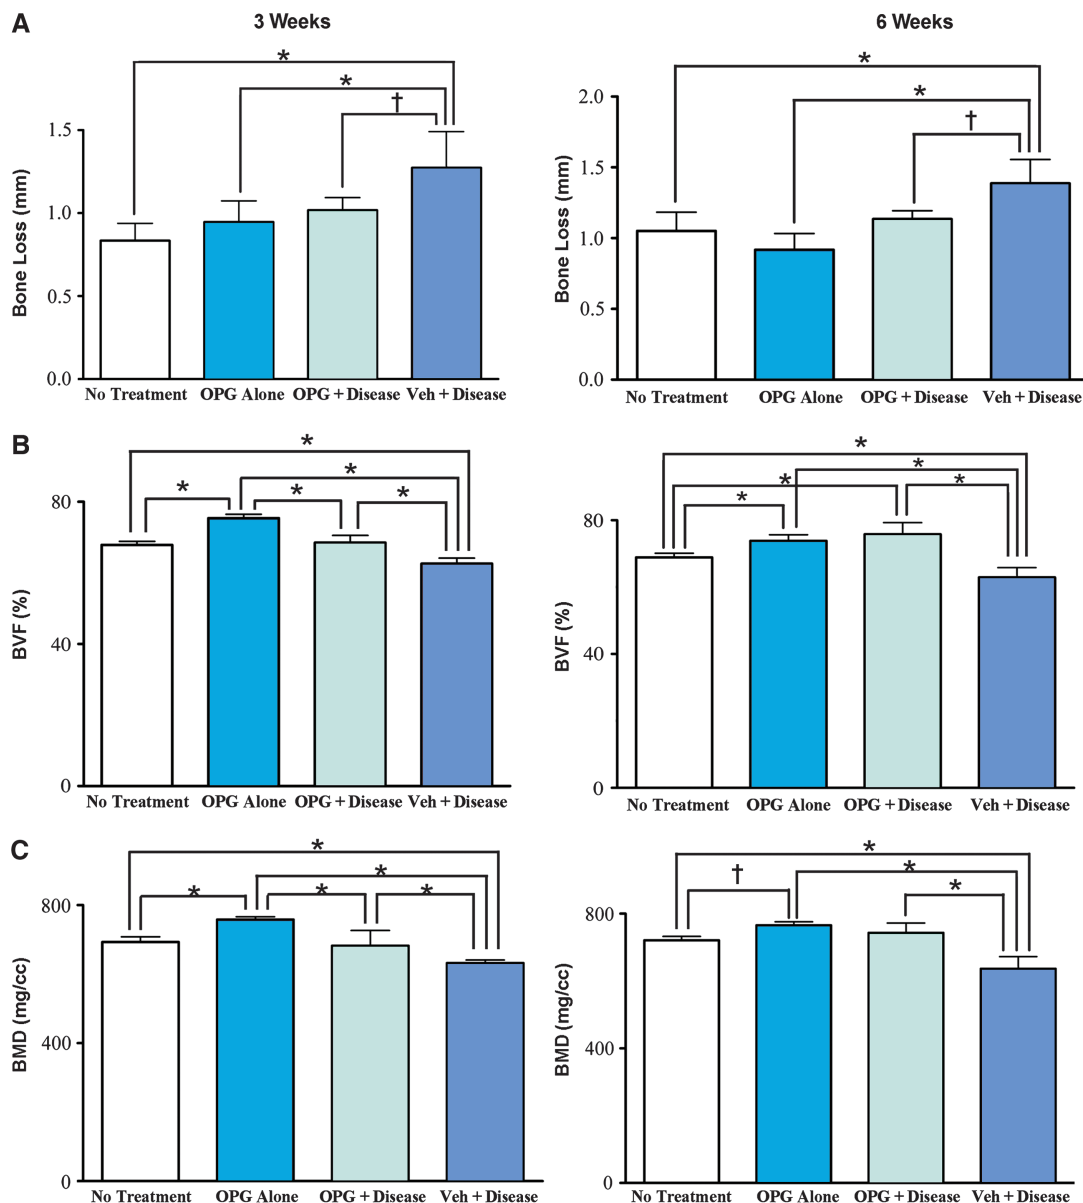 A
3 Weeks
6 Weeks
*
*
†
1.5
1.0
0.5
0.0
Bone Loss (mm)
No Treatment OPG Alone OPG + Disease Veh + Disease
*
*
†
2.0
1.5
1.0
0.5
0.0
Bone Loss (mm)
No Treatment OPG Alone OPG + Disease Veh + Disease
B
*
*
* * *
80
40
0
BVF (%)
No Treatment OPG Alone OPG + Disease Veh + Disease
*
*
* *
*
80
40
0
BVF (%)
No Treatment OPG Alone OPG + Disease Veh + Disease
C
*
*
* * *
800
400
0
BMD (mg/cc)
No Treatment OPG Alone OPG + Disease Veh + Disease
*
*
† *
800
400
0
BMD (mg/cc)
No Treatment OPG Alone OPG + Disease Veh + Disease